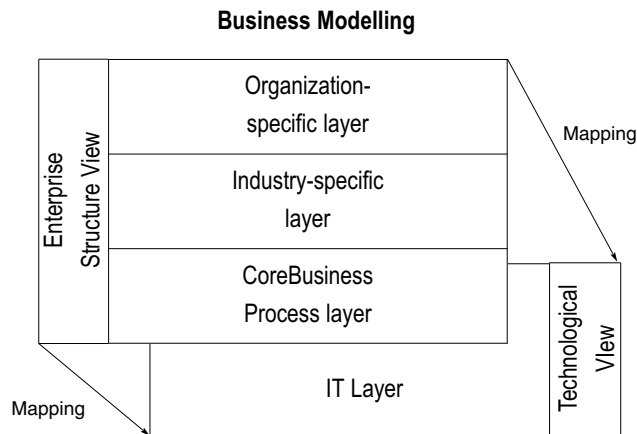 Business Modelling
Organization-
specific layer
Mapping
Industry-specific
layer
Enterprise
Structure View
CoreBusiness
Process layer
Technological
VIew
IT Layer
Mapping